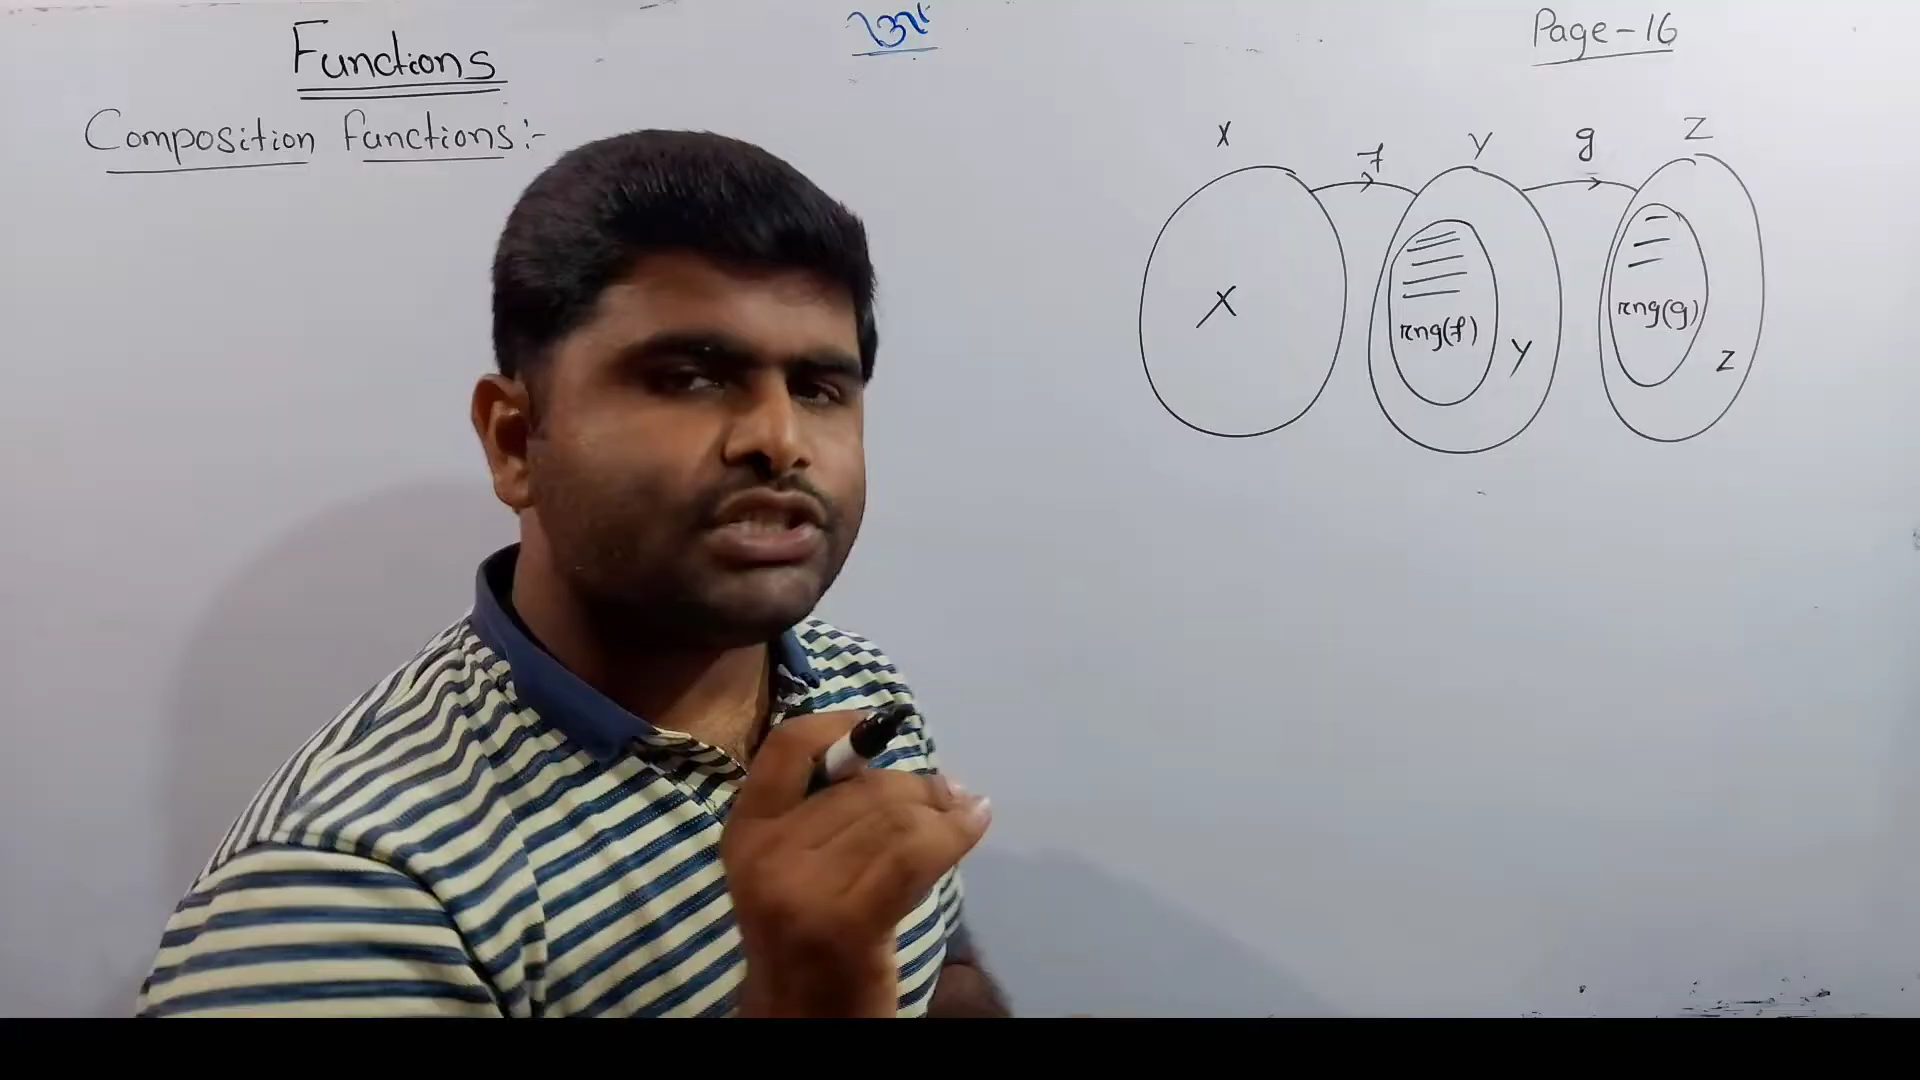 Functions
Page-16
Composition functions:-
X f Y g Z
X rng(f) Y rng(g) Z